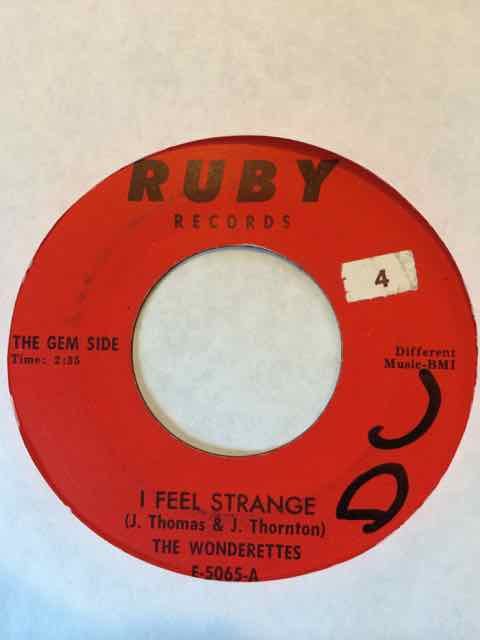 RUBY
RECORDS
4
THE GEM SIDE
Time: 2:35
Different
Music-BMI
DC
I FEEL STRANGE
(J. Thomas & J. Thornton)
THE WONDERETTES
E-5065-A